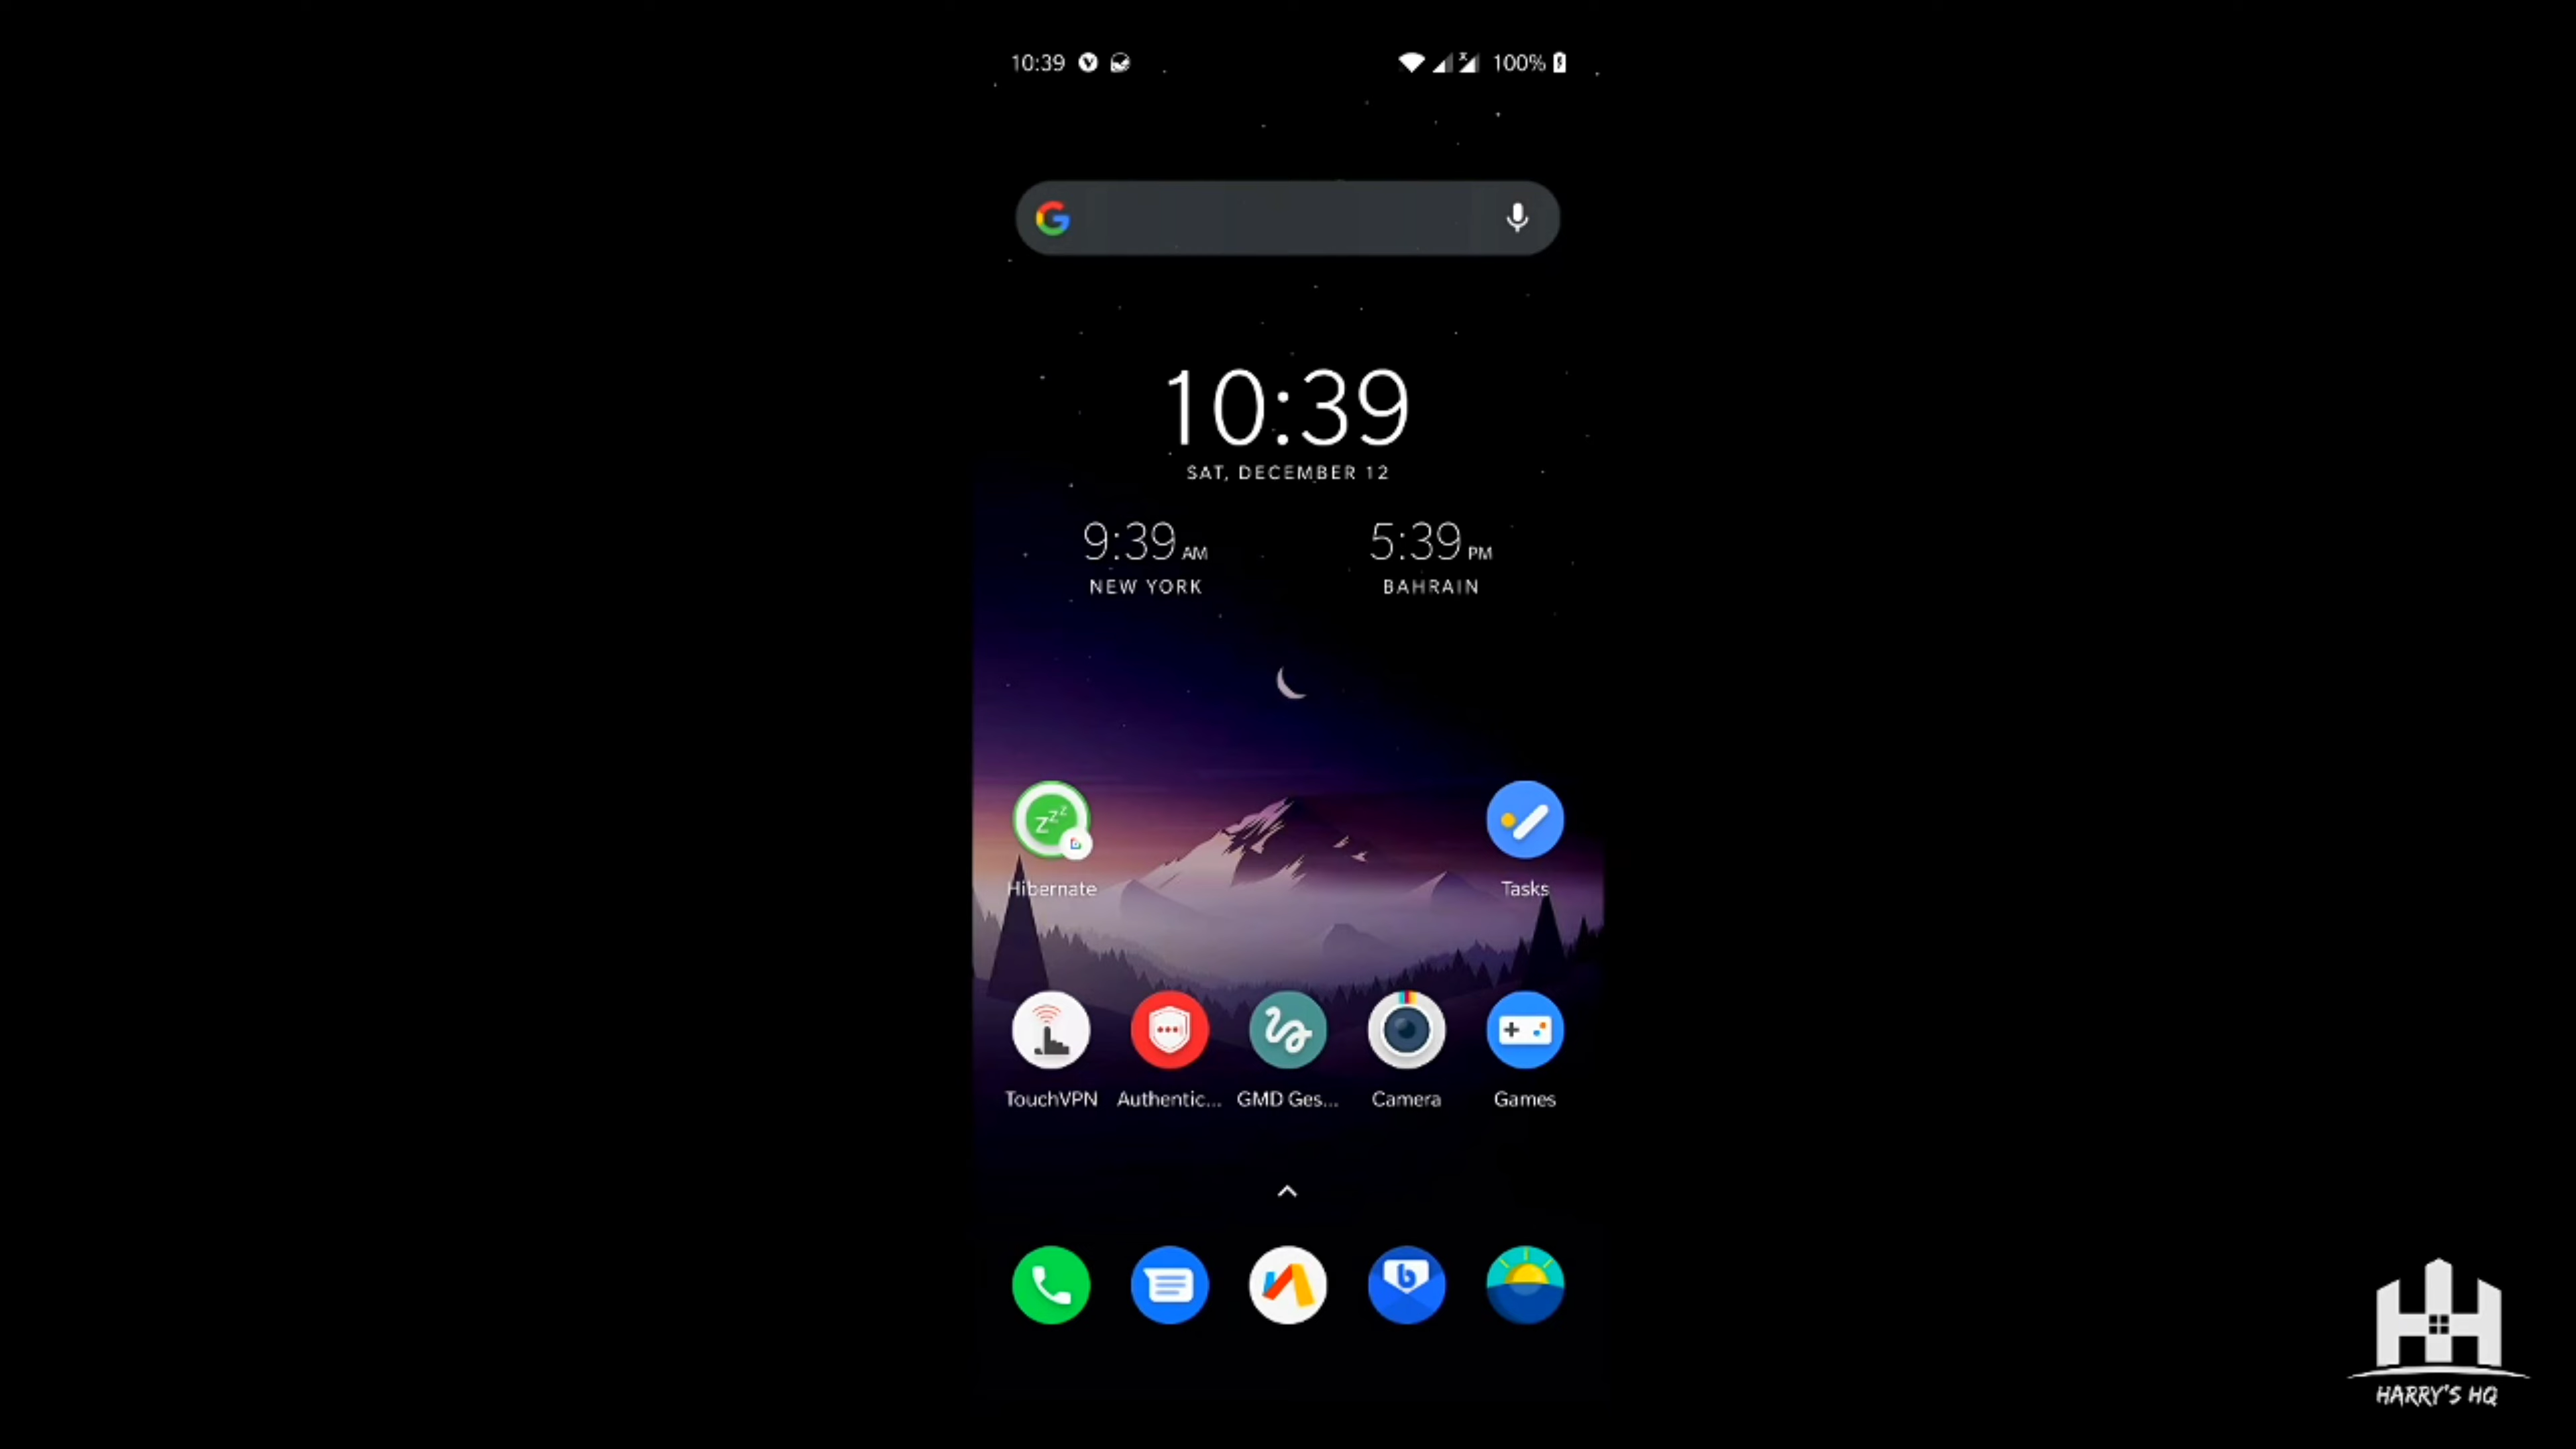 10:39
100%
10:39
SAT, DECEMBER 12
9:39 AM
5:39 PM
NEW YORK
BAHRAIN
zzz
Hibernate
Tasks
TouchVPN
Authentic...
GMD Ges...
Camera
Games
b
HARRY'S HQ